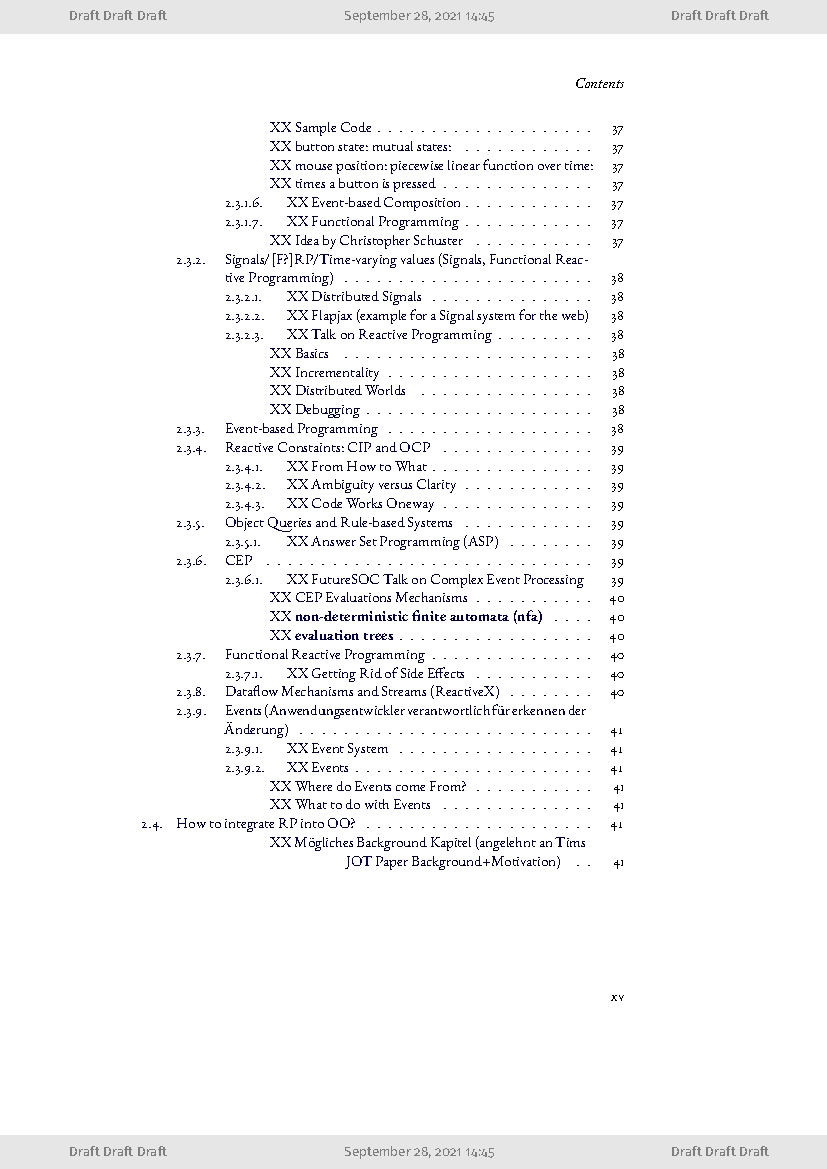 Draft Draft Draft September 28, 2021 14:45 Draft Draft Draft
Contents
XX Sample Code . . . . . . . . . . . . . . . . . . . . 37
XX button state: mutual states: . . . . . . . . . . . . 37
XX mouse position: piecewise linear function over time: 37
XX times a button is pressed . . . . . . . . . . . . . . 37
2.3.1.6. XX Event-based Composition . . . . . . . . . . . . 37
2.3.1.7. XX Functional Programming . . . . . . . . . . . . 37
XX Idea by Christopher Schuster . . . . . . . . . . . 37
2.3.2. Signals/ [F?]RP/Time-varying values (Signals, Functional Reac-
tive Programming) . . . . . . . . . . . . . . . . . . . . . . . 38
2.3.2.1. XX Distributed Signals . . . . . . . . . . . . . . . 38
2.3.2.2. XX Flapjax (example for a Signal system for the web) 38
2.3.2.3. XX Talk on Reactive Programming . . . . . . . . . 38
XX Basics . . . . . . . . . . . . . . . . . . . . . . . 38
XX Incrementality . . . . . . . . . . . . . . . . . . . 38
XX Distributed Worlds . . . . . . . . . . . . . . . . 38
XX Debugging . . . . . . . . . . . . . . . . . . . . . 38
2.3.3. Event-based Programming . . . . . . . . . . . . . . . . . . . 38
2.3.4. Reactive Constaints: CIP and OCP . . . . . . . . . . . . . . 39
2.3.4.1. XX From How to What . . . . . . . . . . . . . . . 39
2.3.4.2. XX Ambiguity versus Clarity . . . . . . . . . . . . 39
2.3.4.3. XX Code Works Oneway . . . . . . . . . . . . . . 39
2.3.5. Object Queries and Rule-based Systems . . . . . . . . . . . . 39
2.3.5.1. XX Answer Set Programming (ASP) . . . . . . . . 39
2.3.6. CEP . . . . . . . . . . . . . . . . . . . . . . . . . . . . . . 39
2.3.6.1. XX FutureSOC Talk on Complex Event Processing 39
XX CEP Evaluations Mechanisms . . . . . . . . . . . 40
XX non-deterministic finite automata (nfa) . . . . 40
XX evaluation trees . . . . . . . . . . . . . . . . . . 40
2.3.7. Functional Reactive Programming . . . . . . . . . . . . . . . 40
2.3.7.1. XX Getting Rid of Side Effects . . . . . . . . . . . 40
2.3.8. Dataflow Mechanisms and Streams (ReactiveX) . . . . . . . . 40
2.3.9. Events (Anwendungsentwickler verantwortlich für erkennen der
Änderung) . . . . . . . . . . . . . . . . . . . . . . . . . . . 41
2.3.9.1. XX Event System . . . . . . . . . . . . . . . . . . 41
2.3.9.2. XX Events . . . . . . . . . . . . . . . . . . . . . . 41
XX Where do Events come From? . . . . . . . . . . . 41
XX What to do with Events . . . . . . . . . . . . . . 41
2.4. How to integrate RP into OO? . . . . . . . . . . . . . . . . . . . . . 41
XX Mögliches Background Kapitel (angelehnt an Tims
JOT Paper Background+Motivation) . . 41
xv
Draft Draft Draft September 28, 2021 14:45 Draft Draft Draft